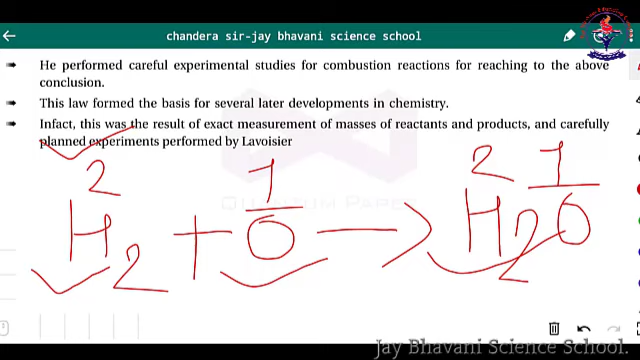 chandera sir-jay bhavani science school
He performed careful experimental studies for combustion reactions for reaching to the above
conclusion.
This law formed the basis for several later developments in chemistry.
Infact, this was the result of exact measurement of masses of reactants and products, and carefully
planned experiments performed by Lavoisier
2 1 2 1
H2 + O → H2O
QUANTUM PAPER
Jay Bhavani Science School.